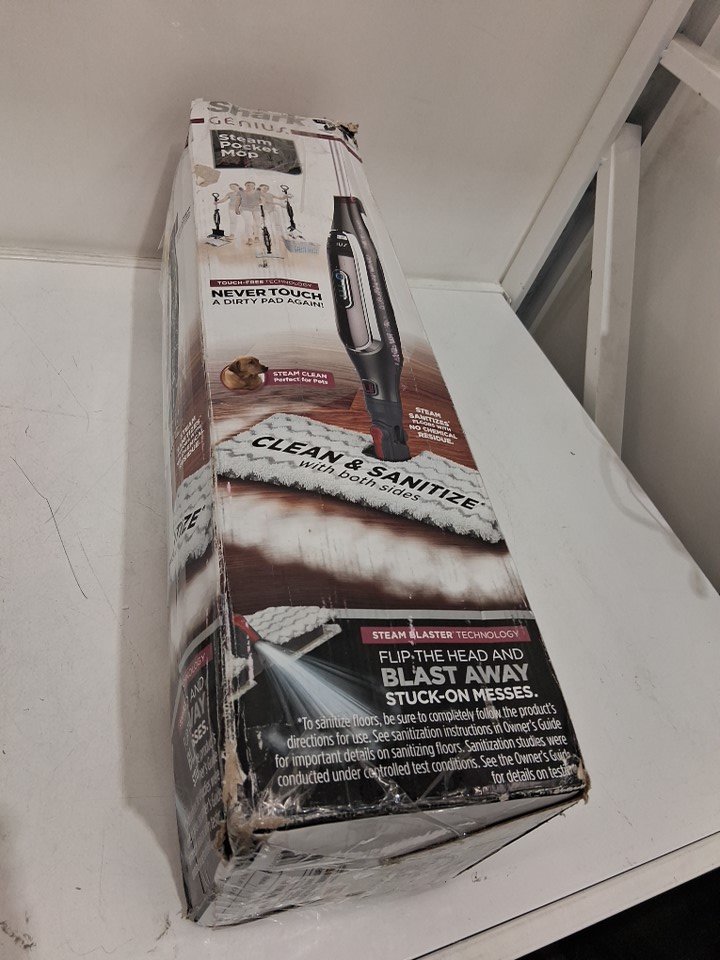 Shark
GENIUS
Steam
Pocket
Mop
TOUCH-FREE TECHNOLOGY
NEVER TOUCH
A DIRTY PAD AGAIN!
STEAM CLEAN
Perfect for Pets
STEAM
SANITIZES*
FLOORS WITH
NO CHEMICAL
RESIDUE.
CLEAN & SANITIZE*
with both sides
STEAM BLASTER TECHNOLOGY
FLIP THE HEAD AND
BLAST AWAY
STUCK-ON MESSES.
*To sanitize floors, be sure to completely follow the product's
directions for use. See sanitization instructions in Owner's Guide
for important details on sanitizing floors. Sanitization studies were
conducted under controlled test conditions. See the Owner's Guide
for details on